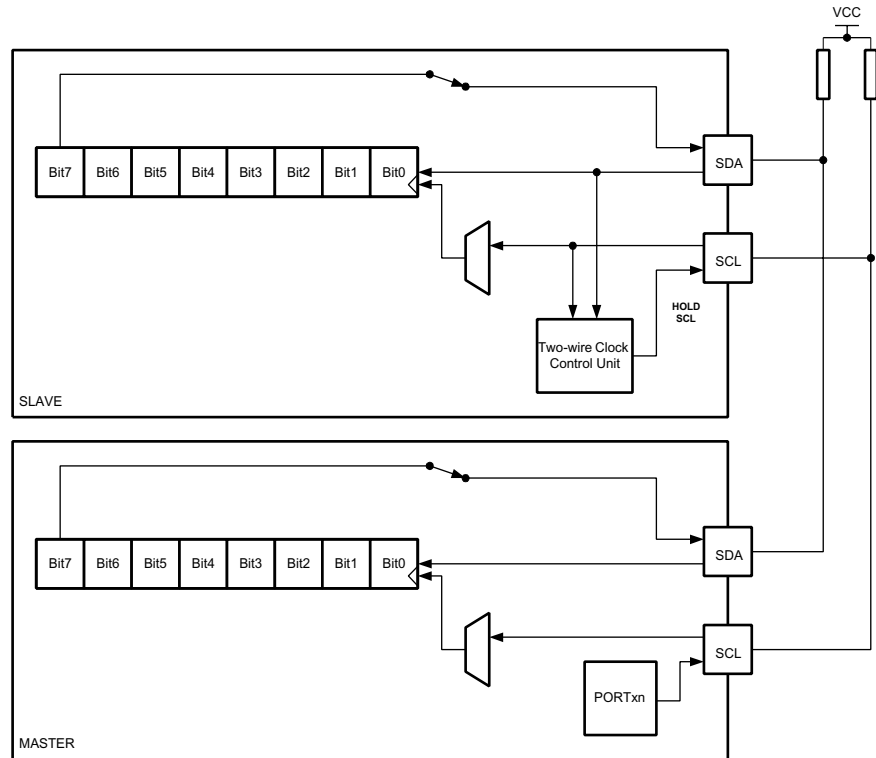 VCC
Bit7 Bit6 Bit5 Bit4 Bit3 Bit2 Bit1 Bit0
SDA
SCL
HOLD
SCL
Two-wire Clock
Control Unit
SLAVE
Bit7 Bit6 Bit5 Bit4 Bit3 Bit2 Bit1 Bit0
SDA
SCL
PORTxn
MASTER